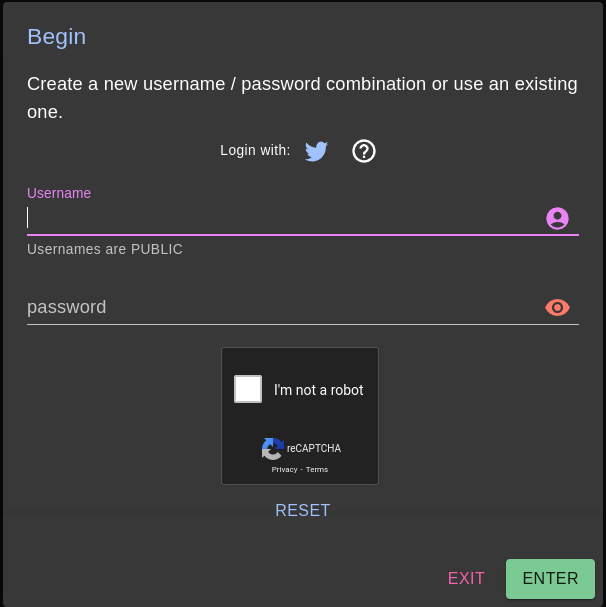 Begin
Create a new username / password combination or use an existing
one.
Login with:
Username
Usernames are PUBLIC
password
I'm not a robot
reCAPTCHA
Privacy - Terms
RESET
EXIT ENTER